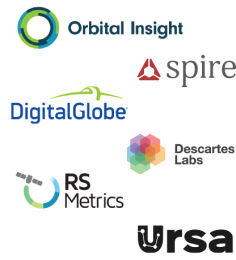 Orbital Insight
spire
DigitalGlobe
Descartes
Labs
RS
Metrics
Ursa